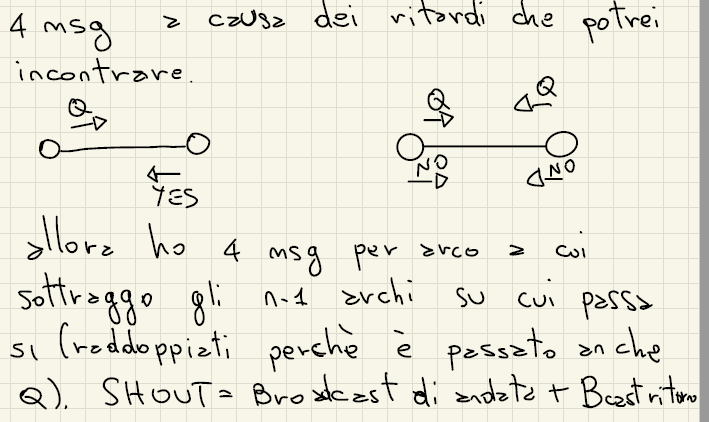 4 msg a causa dei ritardi che potrei
incontrare.
Q Q Q
YES NO NO
allora ho 4 msg per arco a cui
sottraggo gli n-1 archi su cui passa
si (raddoppiati perchè è passato anche
Q). SHOUT = Broadcast di andata + Bcast ritorno